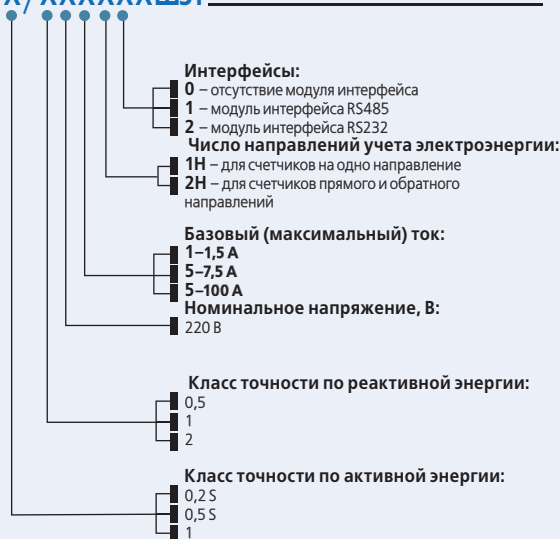 Интерфейсы:
0 – отсутствие модуля интерфейса
1 – модуль интерфейса RS485
2 – модуль интерфейса RS232
Число направлений учета электроэнергии:
1Н – для счетчиков на одно направление
2Н – для счетчиков прямого и обратного
направлений
Базовый (максимальный) ток:
1–1,5 А
5–7,5 А
5–100 А
Номинальное напряжение, В:
220 В
Класс точности по реактивной энергии:
0,5
1
2
Класс точности по активной энергии:
0,2 S
0,5 S
1